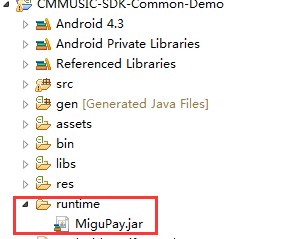 CMMUSIC-SDK-Common-Demo
Android 4.3
Android Private Libraries
Referenced Libraries
src
gen [Generated Java Files]
assets
bin
libs
res
runtime
MiguPay.jar